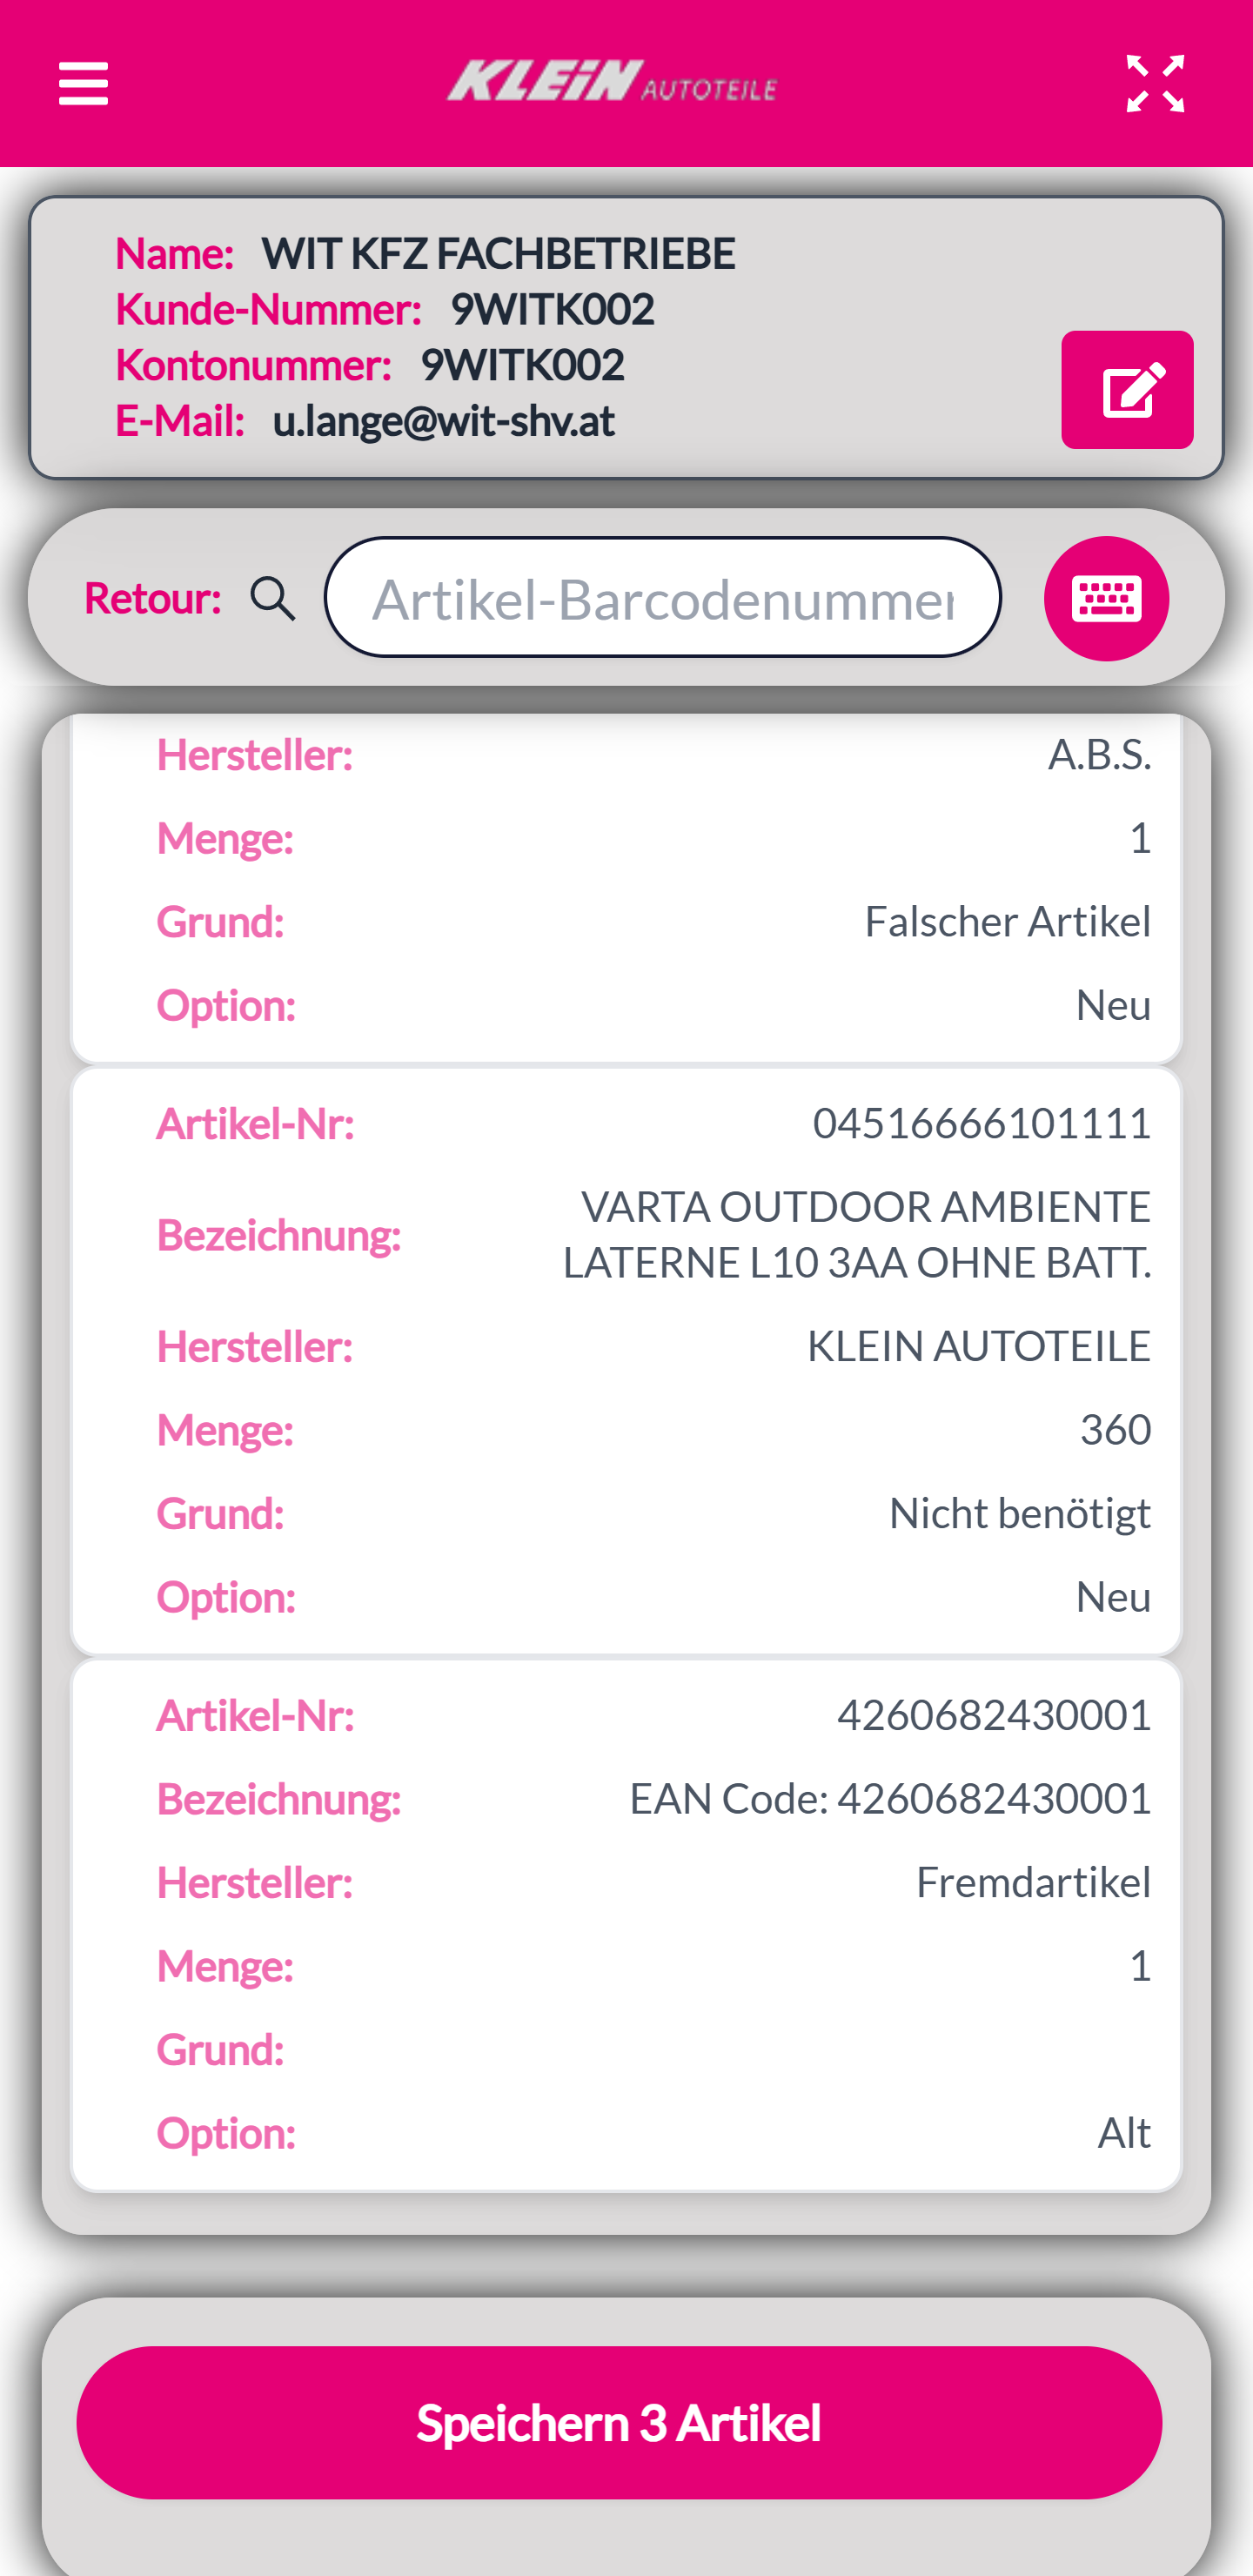 KLEIN AUTOTEILE
Name: WIT KFZ FACHBETRIEBE
Kunde-Nummer: 9WITK002
Kontonummer: 9WITK002
E-Mail: u.lange@wit-shv.at
Retour: Artikel-Barcodenummer
Hersteller: A.B.S.
Menge: 1
Grund: Falscher Artikel
Option: Neu
Artikel-Nr: 04516666101111
Bezeichnung: VARTA OUTDOOR AMBIENTE
LATERNE L10 3AA OHNE BATT.
Hersteller: KLEIN AUTOTEILE
Menge: 360
Grund: Nicht benötigt
Option: Neu
Artikel-Nr: 4260682430001
Bezeichnung: EAN Code: 4260682430001
Hersteller: Fremdartikel
Menge: 1
Grund:
Option: Alt
Speichern 3 Artikel